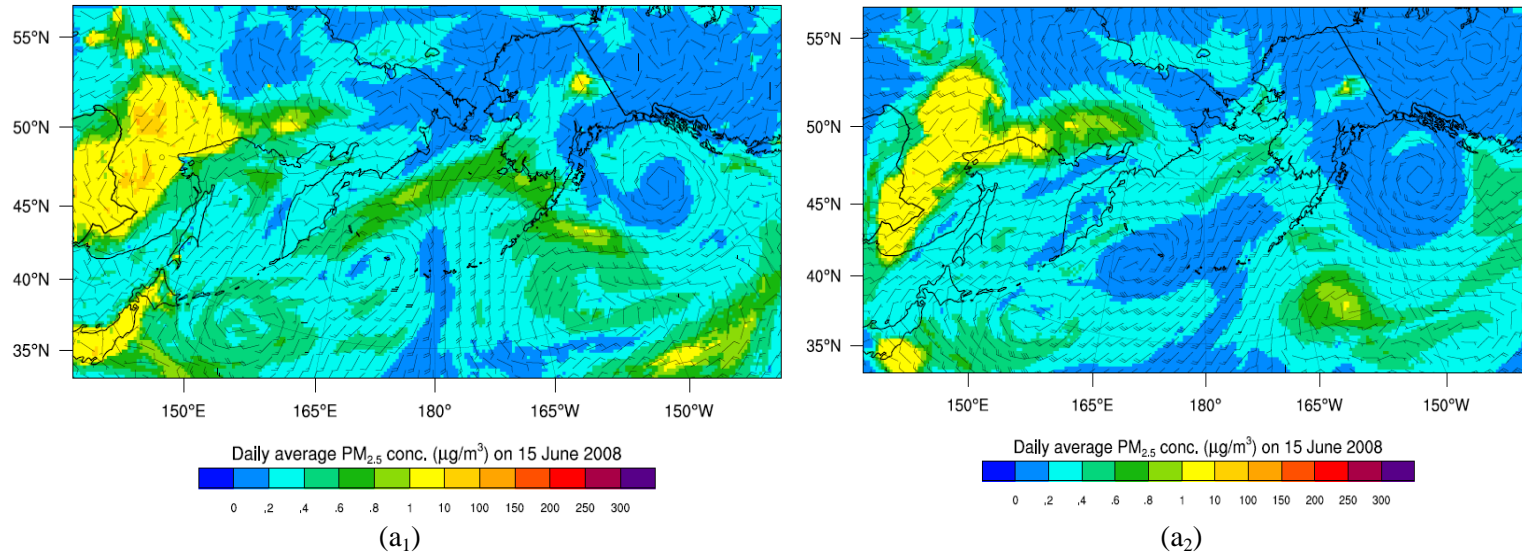 55°N
50°N
45°N
40°N
35°N
150°E 165°E 180° 165°W 150°W
Daily average PM2.5 conc. (μg/m³) on 15 June 2008
0 ,2 ,4 ,6 ,8 1 10 100 150 200 250 300
(a1)
55°N
50°N
45°N
40°N
35°N
150°E 165°E 180° 165°W 150°W
Daily average PM2.5 conc. (μg/m³) on 15 June 2008
0 ,2 ,4 ,6 ,8 1 10 100 150 200 250 300
(a2)